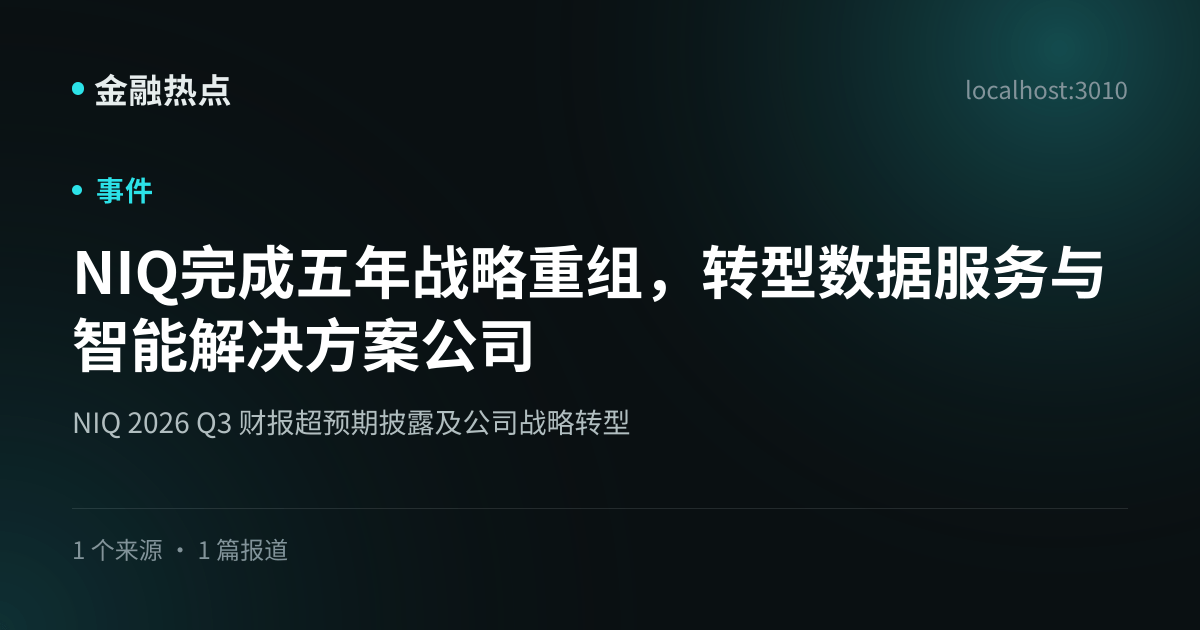 金融热点
localhost:3010
事件
NIQ完成五年战略重组，转型数据服务与
智能解决方案公司
NIQ 2026 Q3 财报超预期披露及公司战略转型
1 个来源 · 1 篇报道